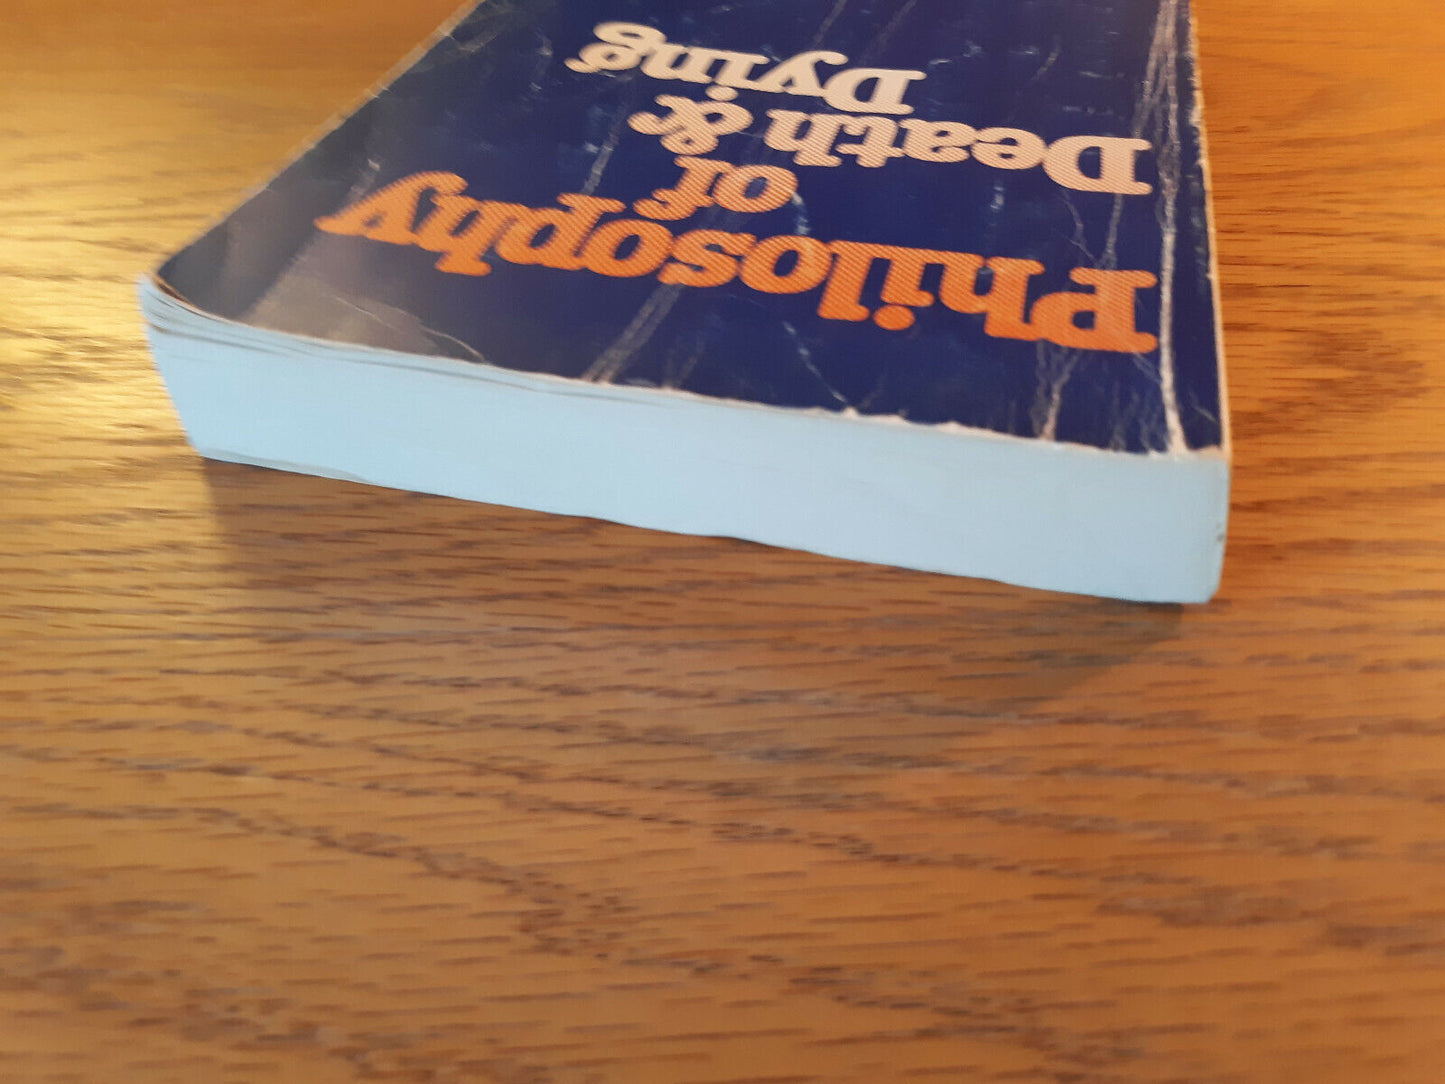 Philosophy
of
Death &
Dying